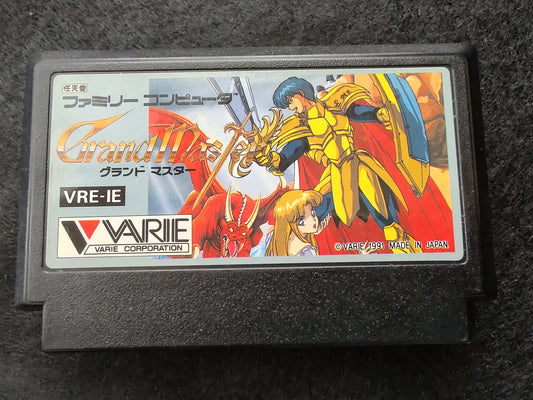 任天堂
ファミリー コンピュータ
GrandMaster
グランド マスター
VRE-IE
VARIE
VARIE CORPORATION
© VARIE 1991 MADE IN JAPAN